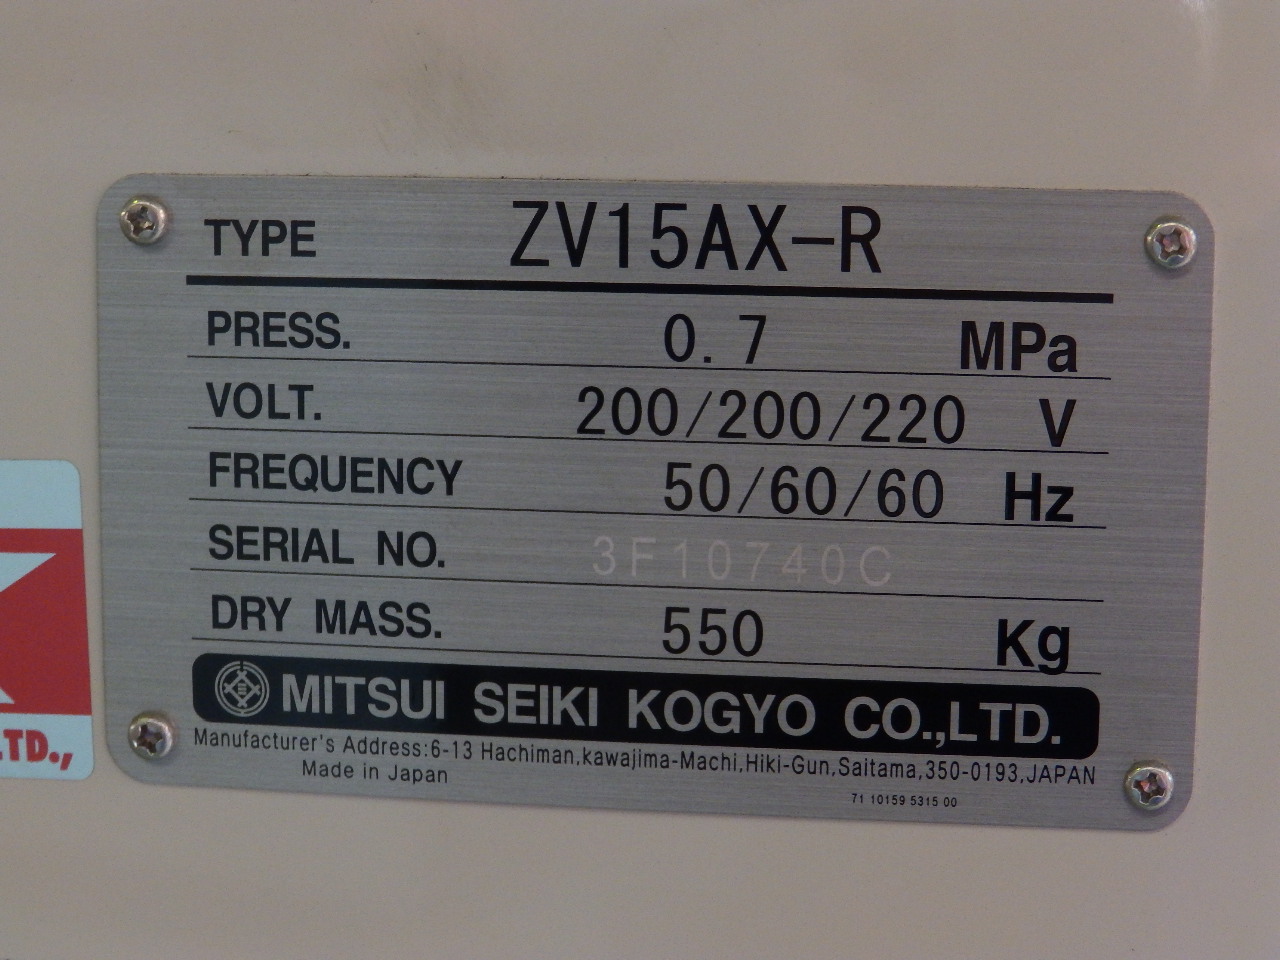 TYPE ZV15AX-R
PRESS. 0.7 MPa
VOLT. 200/200/220 V
FREQUENCY 50/60/60 Hz
SERIAL NO. 3F10740C
DRY MASS. 550 Kg
MITSUI SEIKI KOGYO CO.,LTD.
Manufacturer's Address:6-13 Hachiman,kawajima-Machi,Hiki-Gun,Saitama,350-0193,JAPAN
Made in Japan
71 10159 5315 00
LTD.,